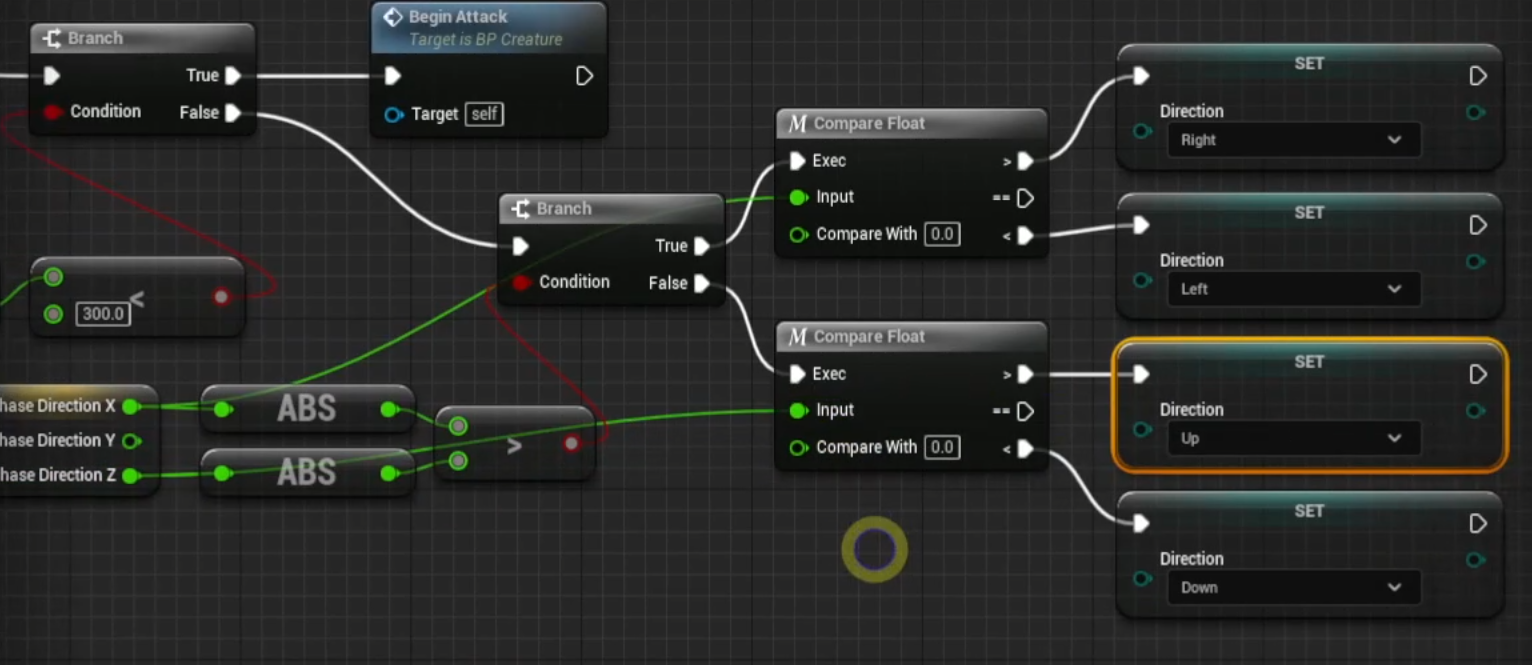 Branch
True
Condition
False
Begin Attack
Target is BP Creature
Target self
<
300.0
hase Direction X
hase Direction Y
hase Direction Z
ABS
ABS
>
Branch
True
Condition
False
M Compare Float
Exec
>
Input
==
Compare With 0.0
<
M Compare Float
Exec
>
Input
==
Compare With 0.0
<
SET
Direction
Right
SET
Direction
Left
SET
Direction
Up
SET
Direction
Down